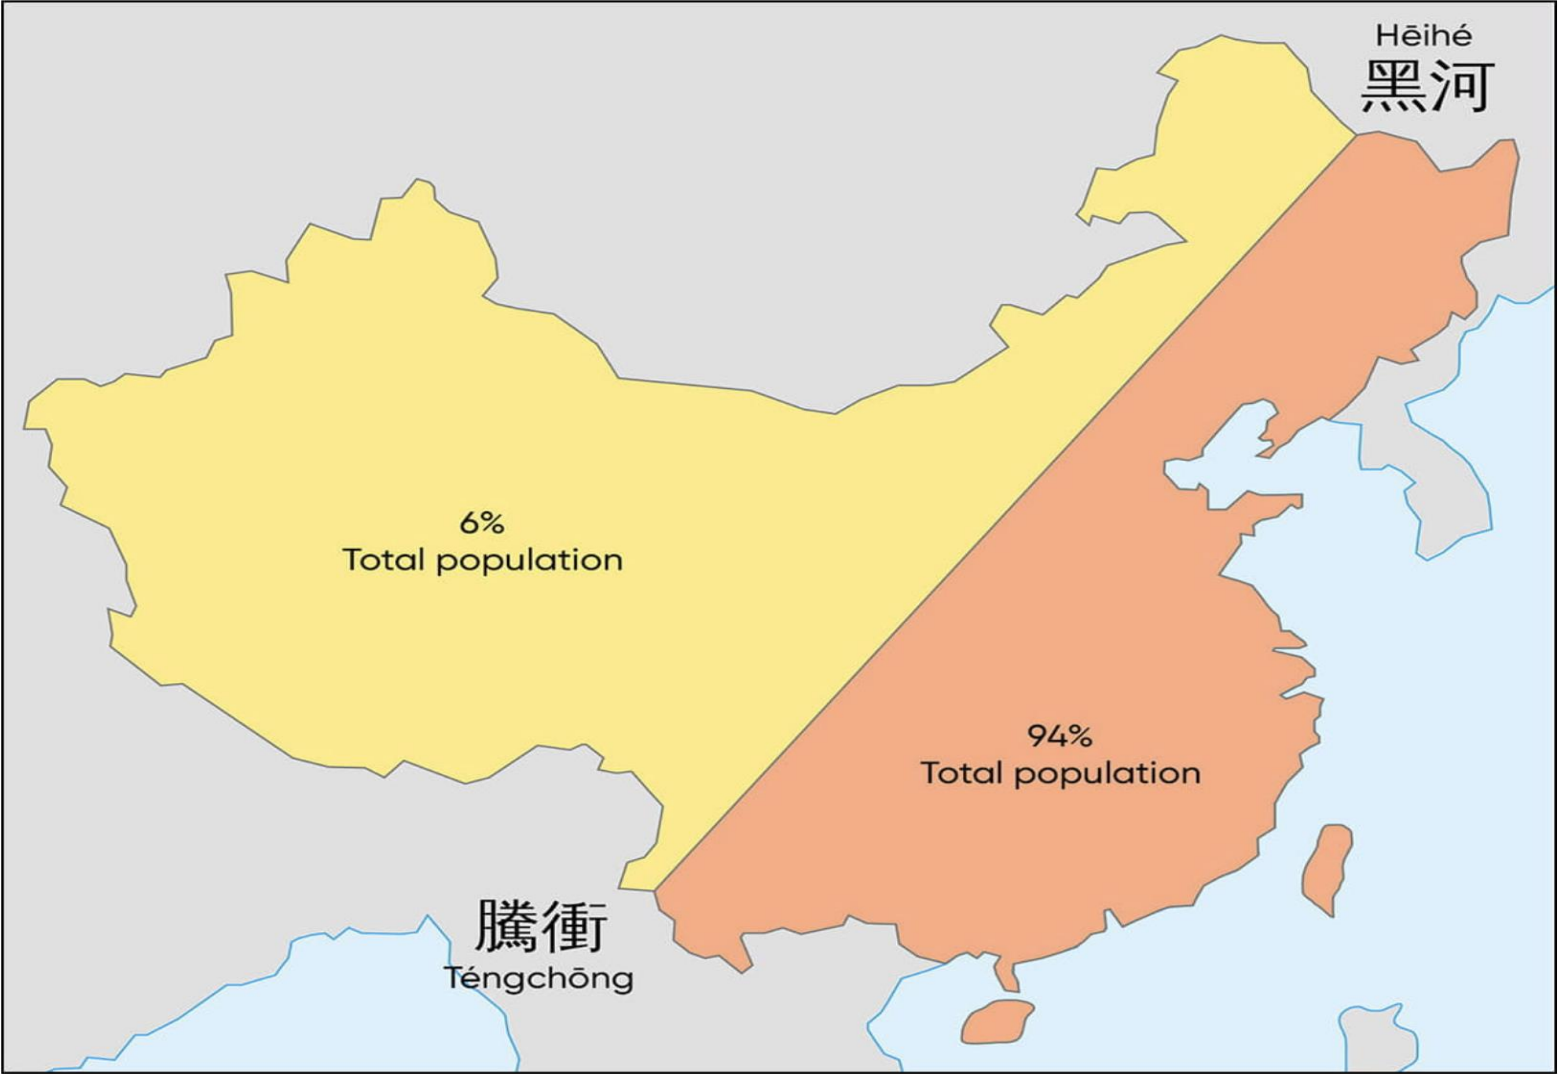 Hēihé
黑河
6%
Total population
94%
Total population
騰衝
Téngchōng